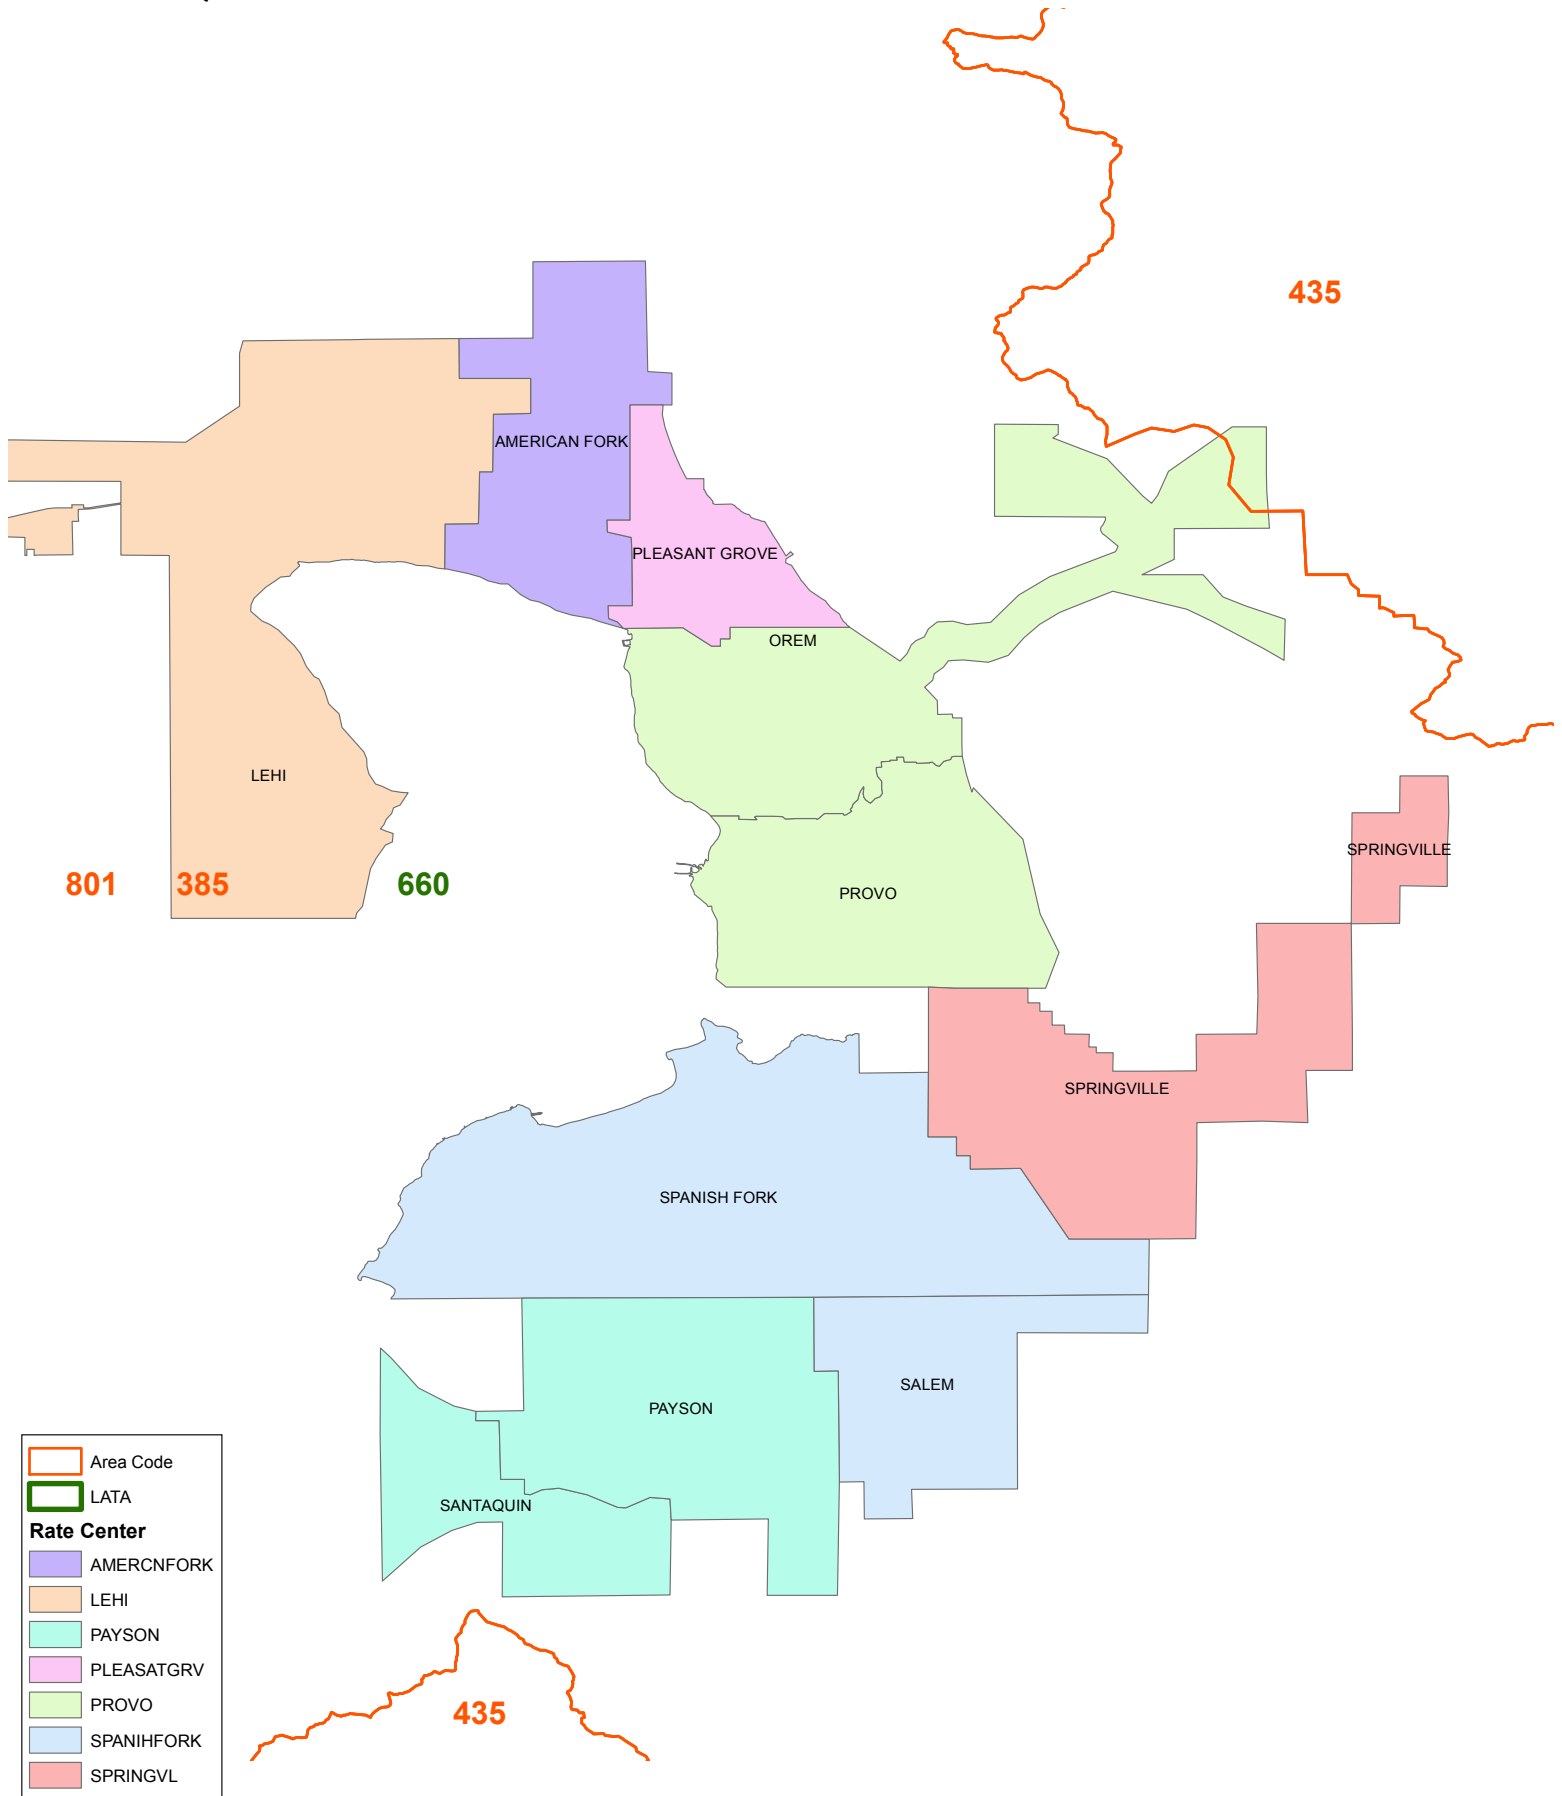 435
AMERICAN FORK
PLEASANT GROVE
OREM
LEHI
SPRINGVILLE
801
385
660
PROVO
SPRINGVILLE
SPANISH FORK
SALEM
PAYSON
SANTAQUIN
435
Area Code
LATA
Rate Center
AMERCNFORK
LEHI
PAYSON
PLEASATGRV
PROVO
SPANIHFORK
SPRINGVL